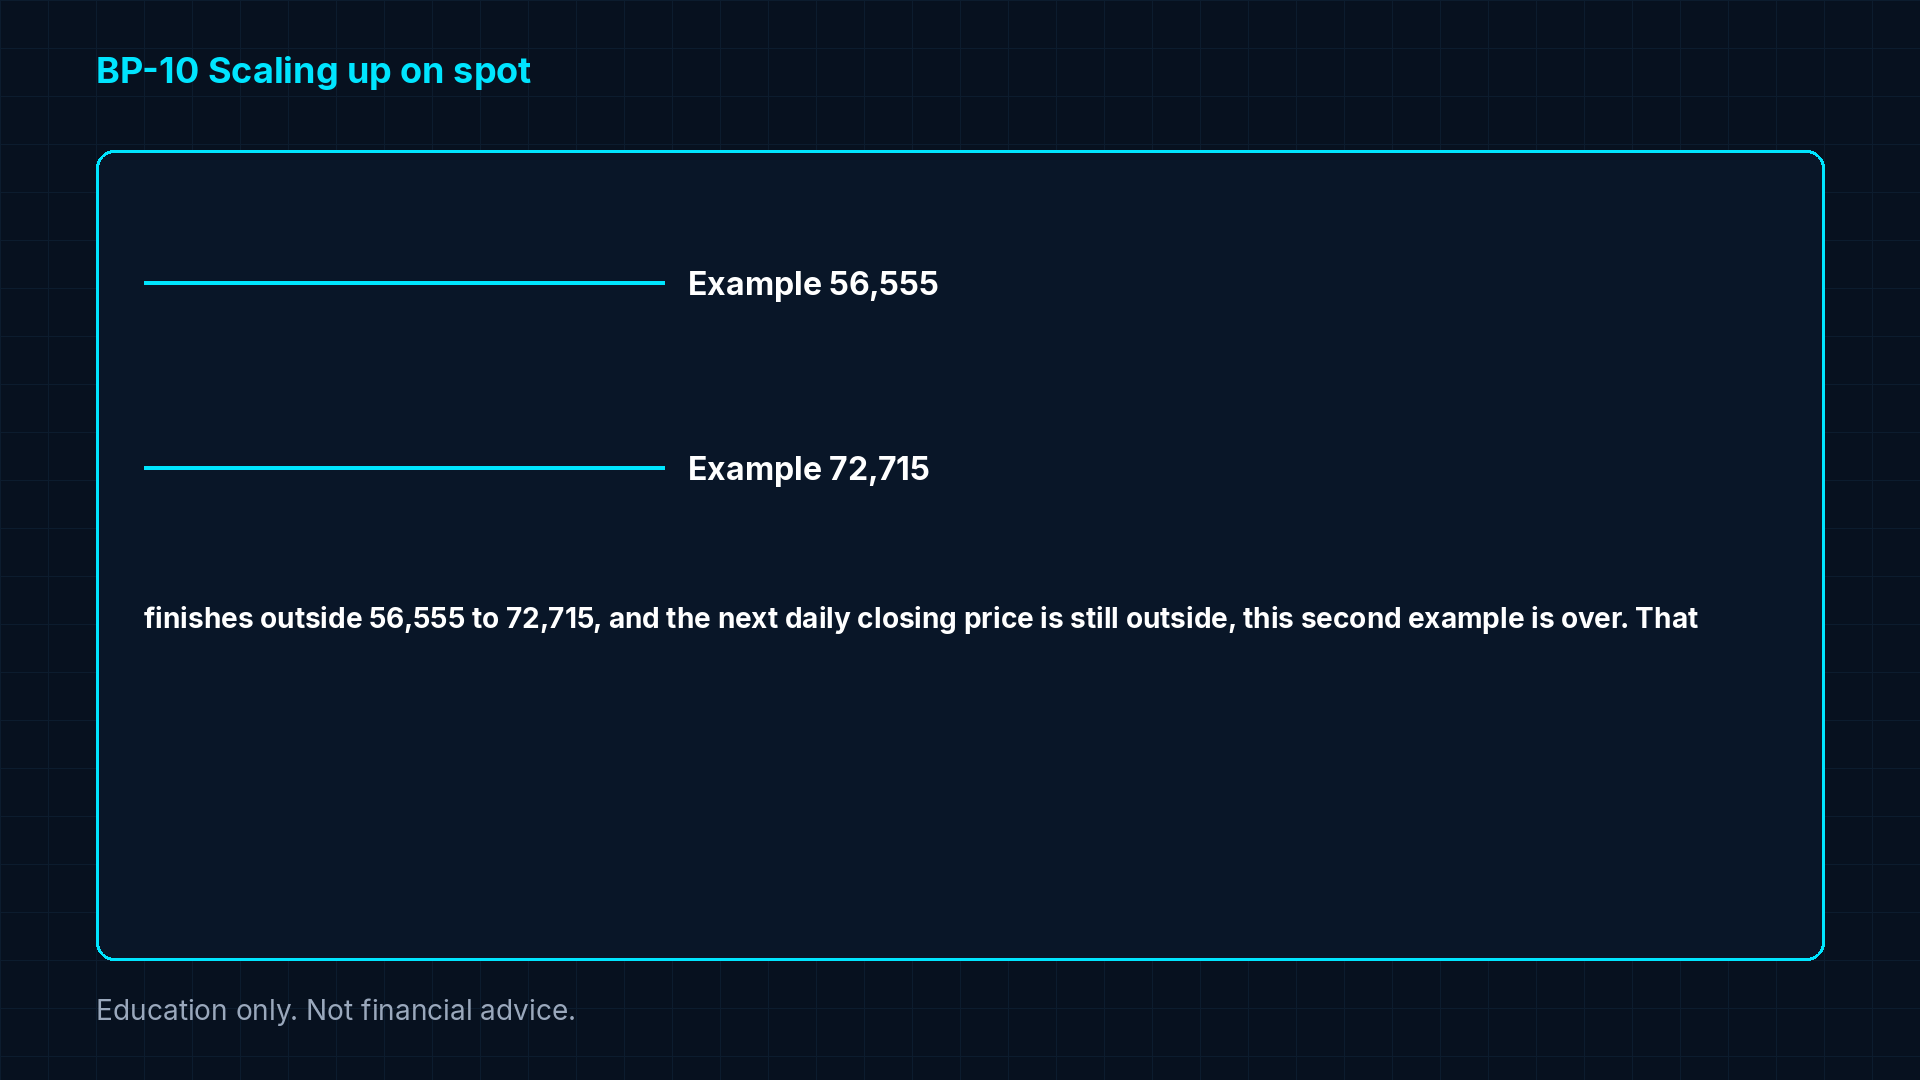 BP-10 Scaling up on spot
Example 56,555
Example 72,715
finishes outside 56,555 to 72,715, and the next daily closing price is still outside, this second example is over. That
Education only. Not financial advice.